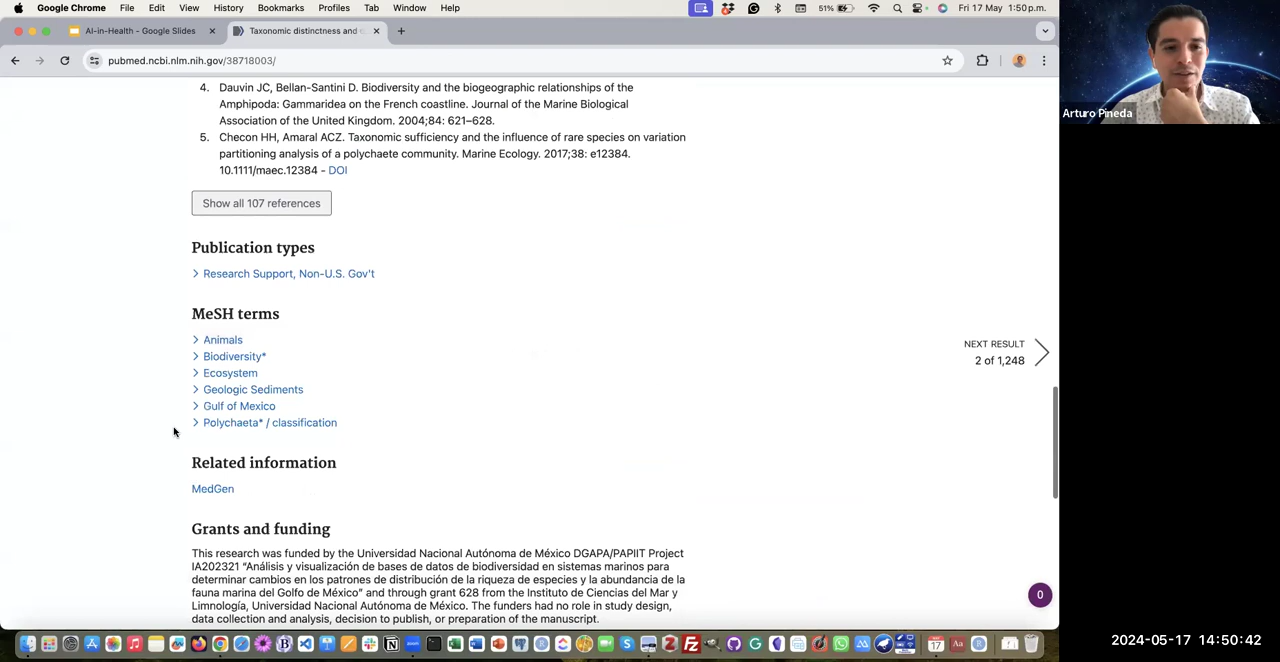 Google Chrome File Edit View History Bookmarks Profiles Tab Window Help
51% Fri 17 May 1:50 p.m.
AI-in-Health - Google Slides
Taxonomic distinctness and
pubmed.ncbi.nlm.nih.gov/38718003/
Arturo Pineda
4. Dauvin JC, Bellan-Santini D. Biodiversity and the biogeographic relationships of the
Amphipoda: Gammaridea on the French coastline. Journal of the Marine Biological
Association of the United Kingdom. 2004;84: 621–628.
5. Checon HH, Amaral ACZ. Taxonomic sufficiency and the influence of rare species on variation
partitioning analysis of a polychaete community. Marine Ecology. 2017;38: e12384.
10.1111/maec.12384 - DOI
Show all 107 references
Publication types
> Research Support, Non-U.S. Gov't
MeSH terms
> Animals
> Biodiversity*
> Ecosystem
> Geologic Sediments
> Gulf of Mexico
> Polychaeta* / classification
NEXT RESULT
2 of 1,248
Related information
MedGen
Grants and funding
This research was funded by the Universidad Nacional Autónoma de México DGAPA/PAPIIT Project
IA202321 “Análisis y visualización de bases de datos de biodiversidad en sistemas marinos para
determinar cambios en los patrones de distribución de la riqueza de especies y la abundancia de la
fauna marina del Golfo de México” and through grant 628 from the Instituto de Ciencias del Mar y
Limnología, Universidad Nacional Autónoma de México. The funders had no role in study design,
data collection and analysis, decision to publish, or preparation of the manuscript.
0
2024-05-17 14:50:42